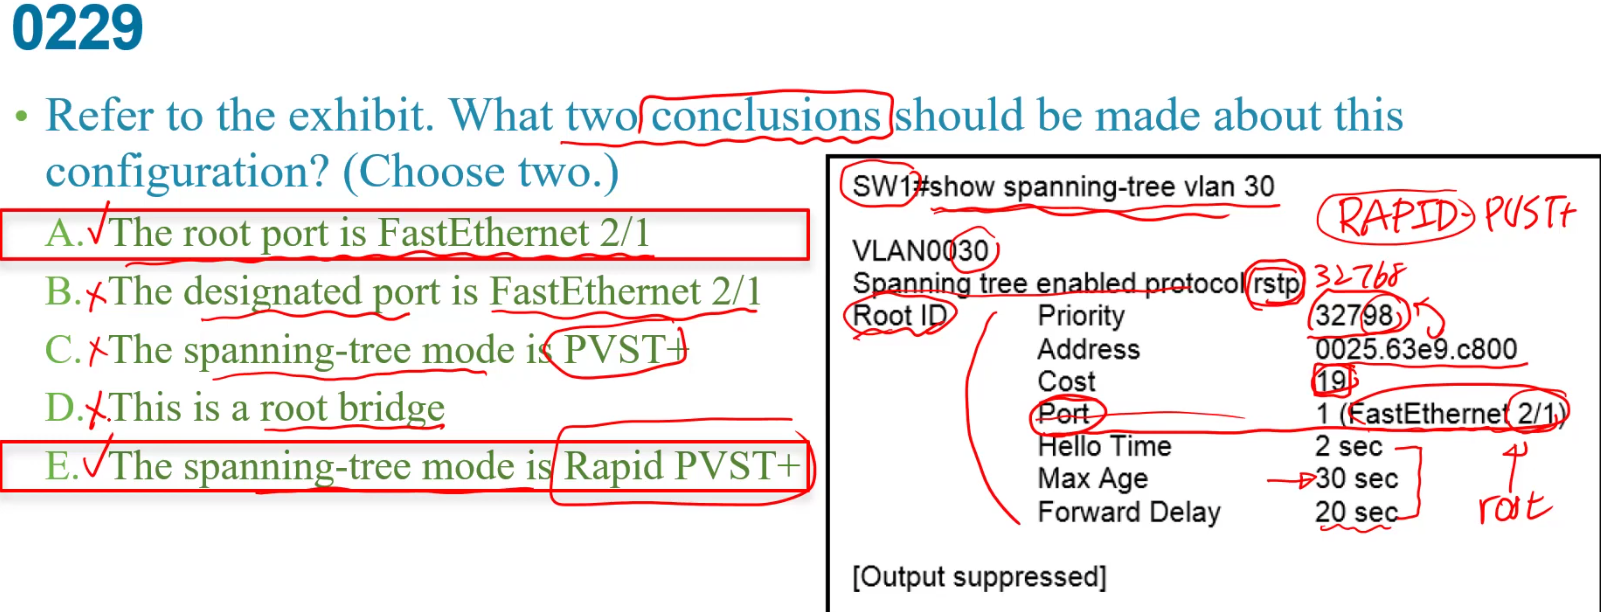 0229
• Refer to the exhibit. What two conclusions should be made about this
configuration? (Choose two.)
A. ✓The root port is FastEthernet 2/1
B. ×The designated port is FastEthernet 2/1
C. ×The spanning-tree mode is PVST+
D. ×This is a root bridge
E. ✓The spanning-tree mode is Rapid PVST+
SW1#show spanning-tree vlan 30
RAPID-PVST+
VLAN0030
Spanning tree enabled protocol rstp 32768
Root ID Priority 32798
Address 0025.63e9.c800
Cost 19
Port 1 (FastEthernet 2/1)
Hello Time 2 sec
Max Age 30 sec
Forward Delay 20 sec
root
[Output suppressed]